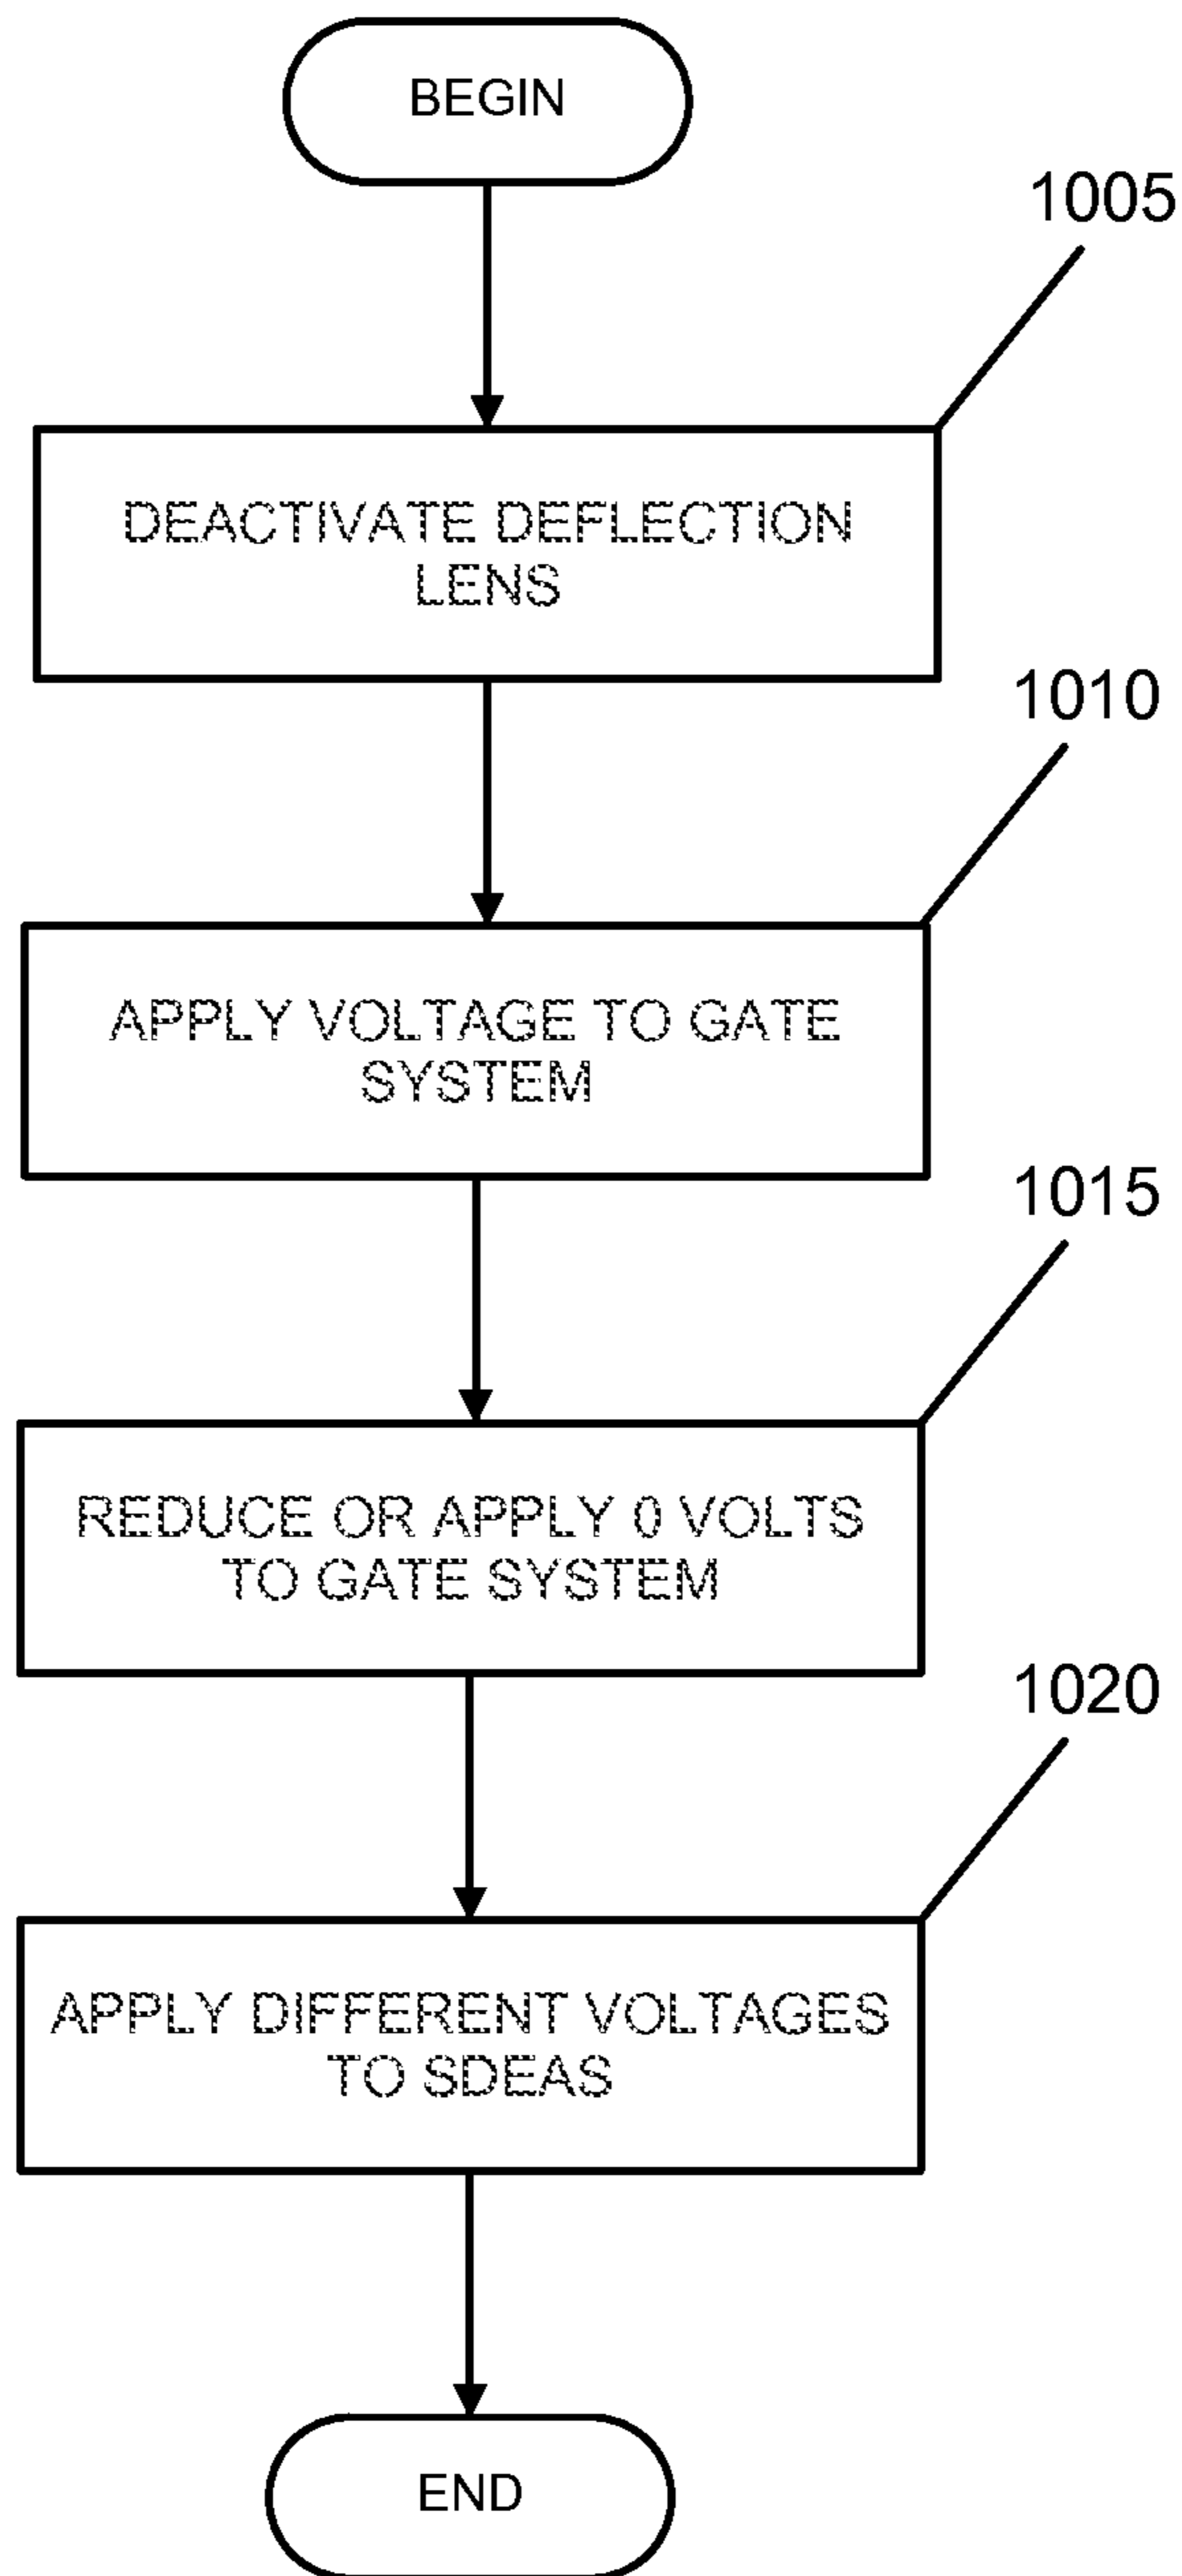 BEGIN
1005
DEACTIVATE DEFLECTION
LENS
1010
APPLY VOLTAGE TO GATE
SYSTEM
1015
REDUCE OR APPLY 0 VOLTS
TO GATE SYSTEM
1020
APPLY DIFFERENT VOLTAGES
TO SDEAS
END